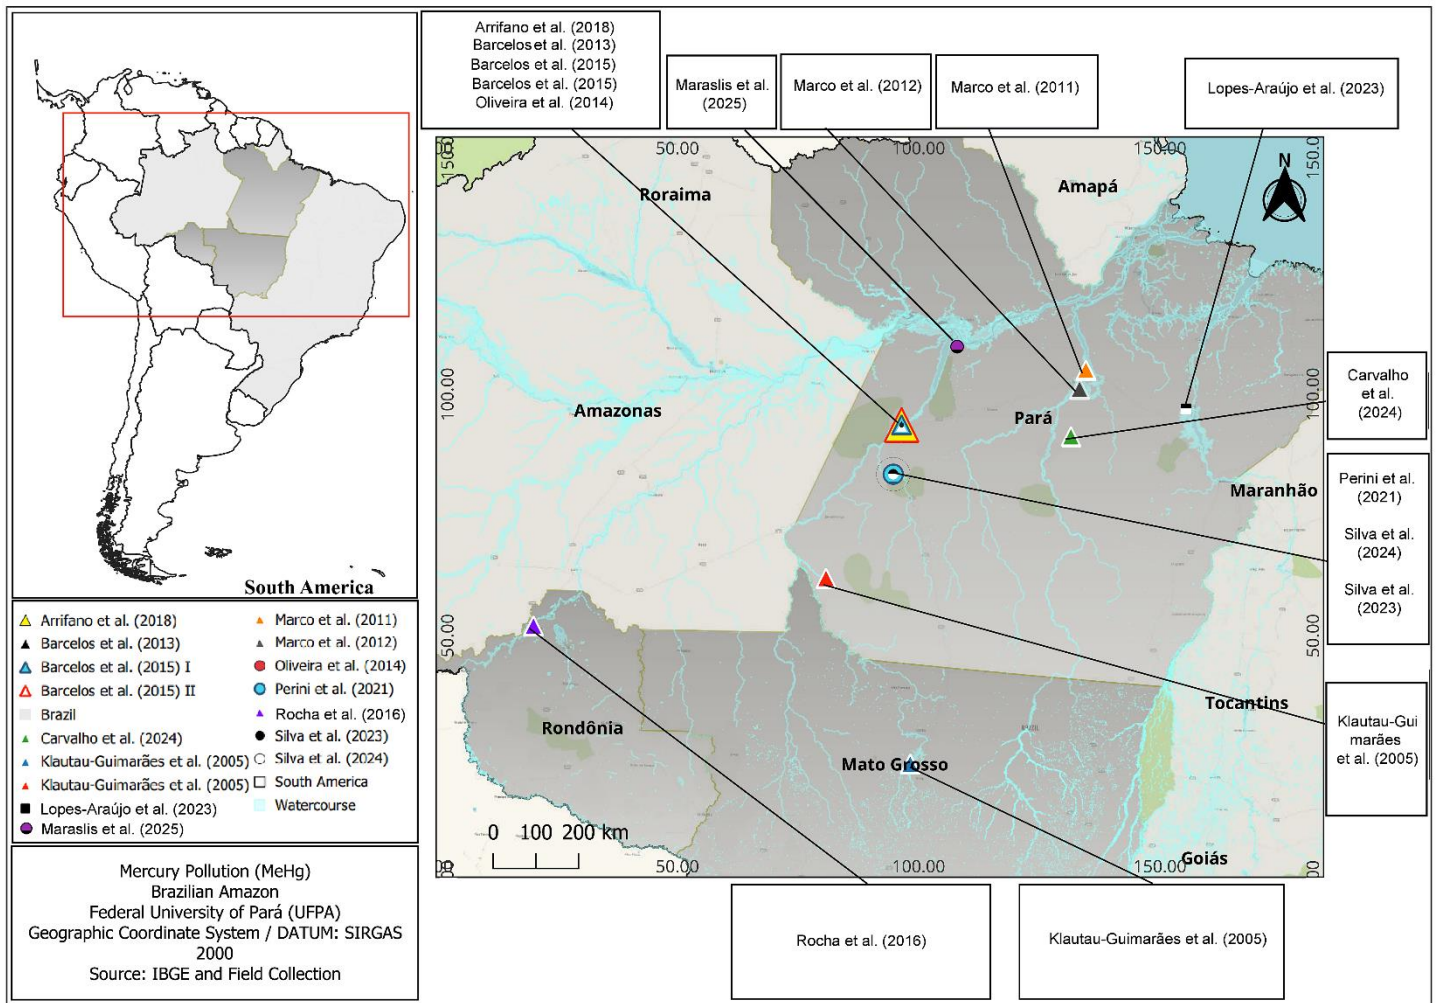 Arrifano et al. (2018)
Barcelos et al. (2013)
Barcelos et al. (2015)
Barcelos et al. (2015)
Oliveira et al. (2014)
Maraslis et al.
(2025)
Marco et al. (2012)
Marco et al. (2011)
Lopes-Araújo et al. (2023)
South America
150.00
50.00
100.00
150.00
N
Roraima
Amapá
100.00
Amazonas
Pará
100.00
Maranhão
50.00
50.00
Tocantins
Rondônia
Mato Grosso
Goiás
0 100 200 km
50.00
100.00
150.00
Carvalho
et al.
(2024)
Perini et al.
(2021)
Silva et al.
(2024)
Silva et al.
(2023)
Klautau-Gui
marães
et al. (2005)
Arrifano et al. (2018)
Barcelos et al. (2013)
Barcelos et al. (2015) I
Barcelos et al. (2015) II
Brazil
Carvalho et al. (2024)
Klautau-Guimarães et al. (2005)
Klautau-Guimarães et al. (2005)
Lopes-Araújo et al. (2023)
Maraslis et al. (2025)
Marco et al. (2011)
Marco et al. (2012)
Oliveira et al. (2014)
Perini et al. (2021)
Rocha et al. (2016)
Silva et al. (2023)
Silva et al. (2024)
South America
Watercourse
Mercury Pollution (MeHg)
Brazilian Amazon
Federal University of Pará (UFPA)
Geographic Coordinate System / DATUM: SIRGAS
2000
Source: IBGE and Field Collection
Rocha et al. (2016)
Klautau-Guimarães et al. (2005)